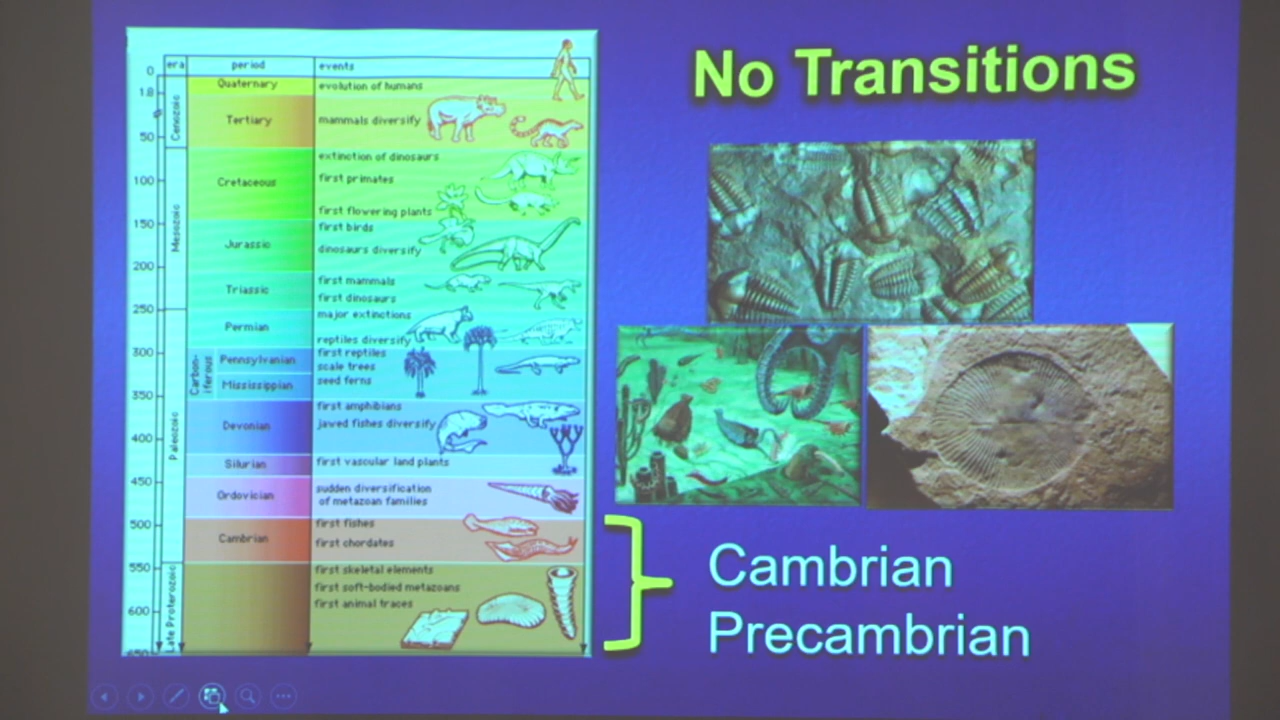 No Transitions
era period events
0
1.8
50
100
150
200
250
300
350
400
450
500
550
600
650
Cenozoic
Mesozoic
Paleozoic
Late Proterozoic
Quaternary
evolution of humans
Tertiary
mammals diversify
Cretaceous
extinction of dinosaurs
first primates
first flowering plants
Jurassic
first birds
dinosaurs diversify
Triassic
first mammals
first dinosaurs
Permian
major extinctions
reptiles diversify
Carbon-
iferous
Pennsylvanian
Mississippian
first reptiles
scale trees
seed ferns
Devonian
first amphibians
jawed fishes diversify
Silurian
first vascular land plants
Ordovician
sudden diversification
of metazoan families
Cambrian
first fishes
first chordates
first skeletal elements
first soft-bodied metazoans
first animal traces
Cambrian
Precambrian